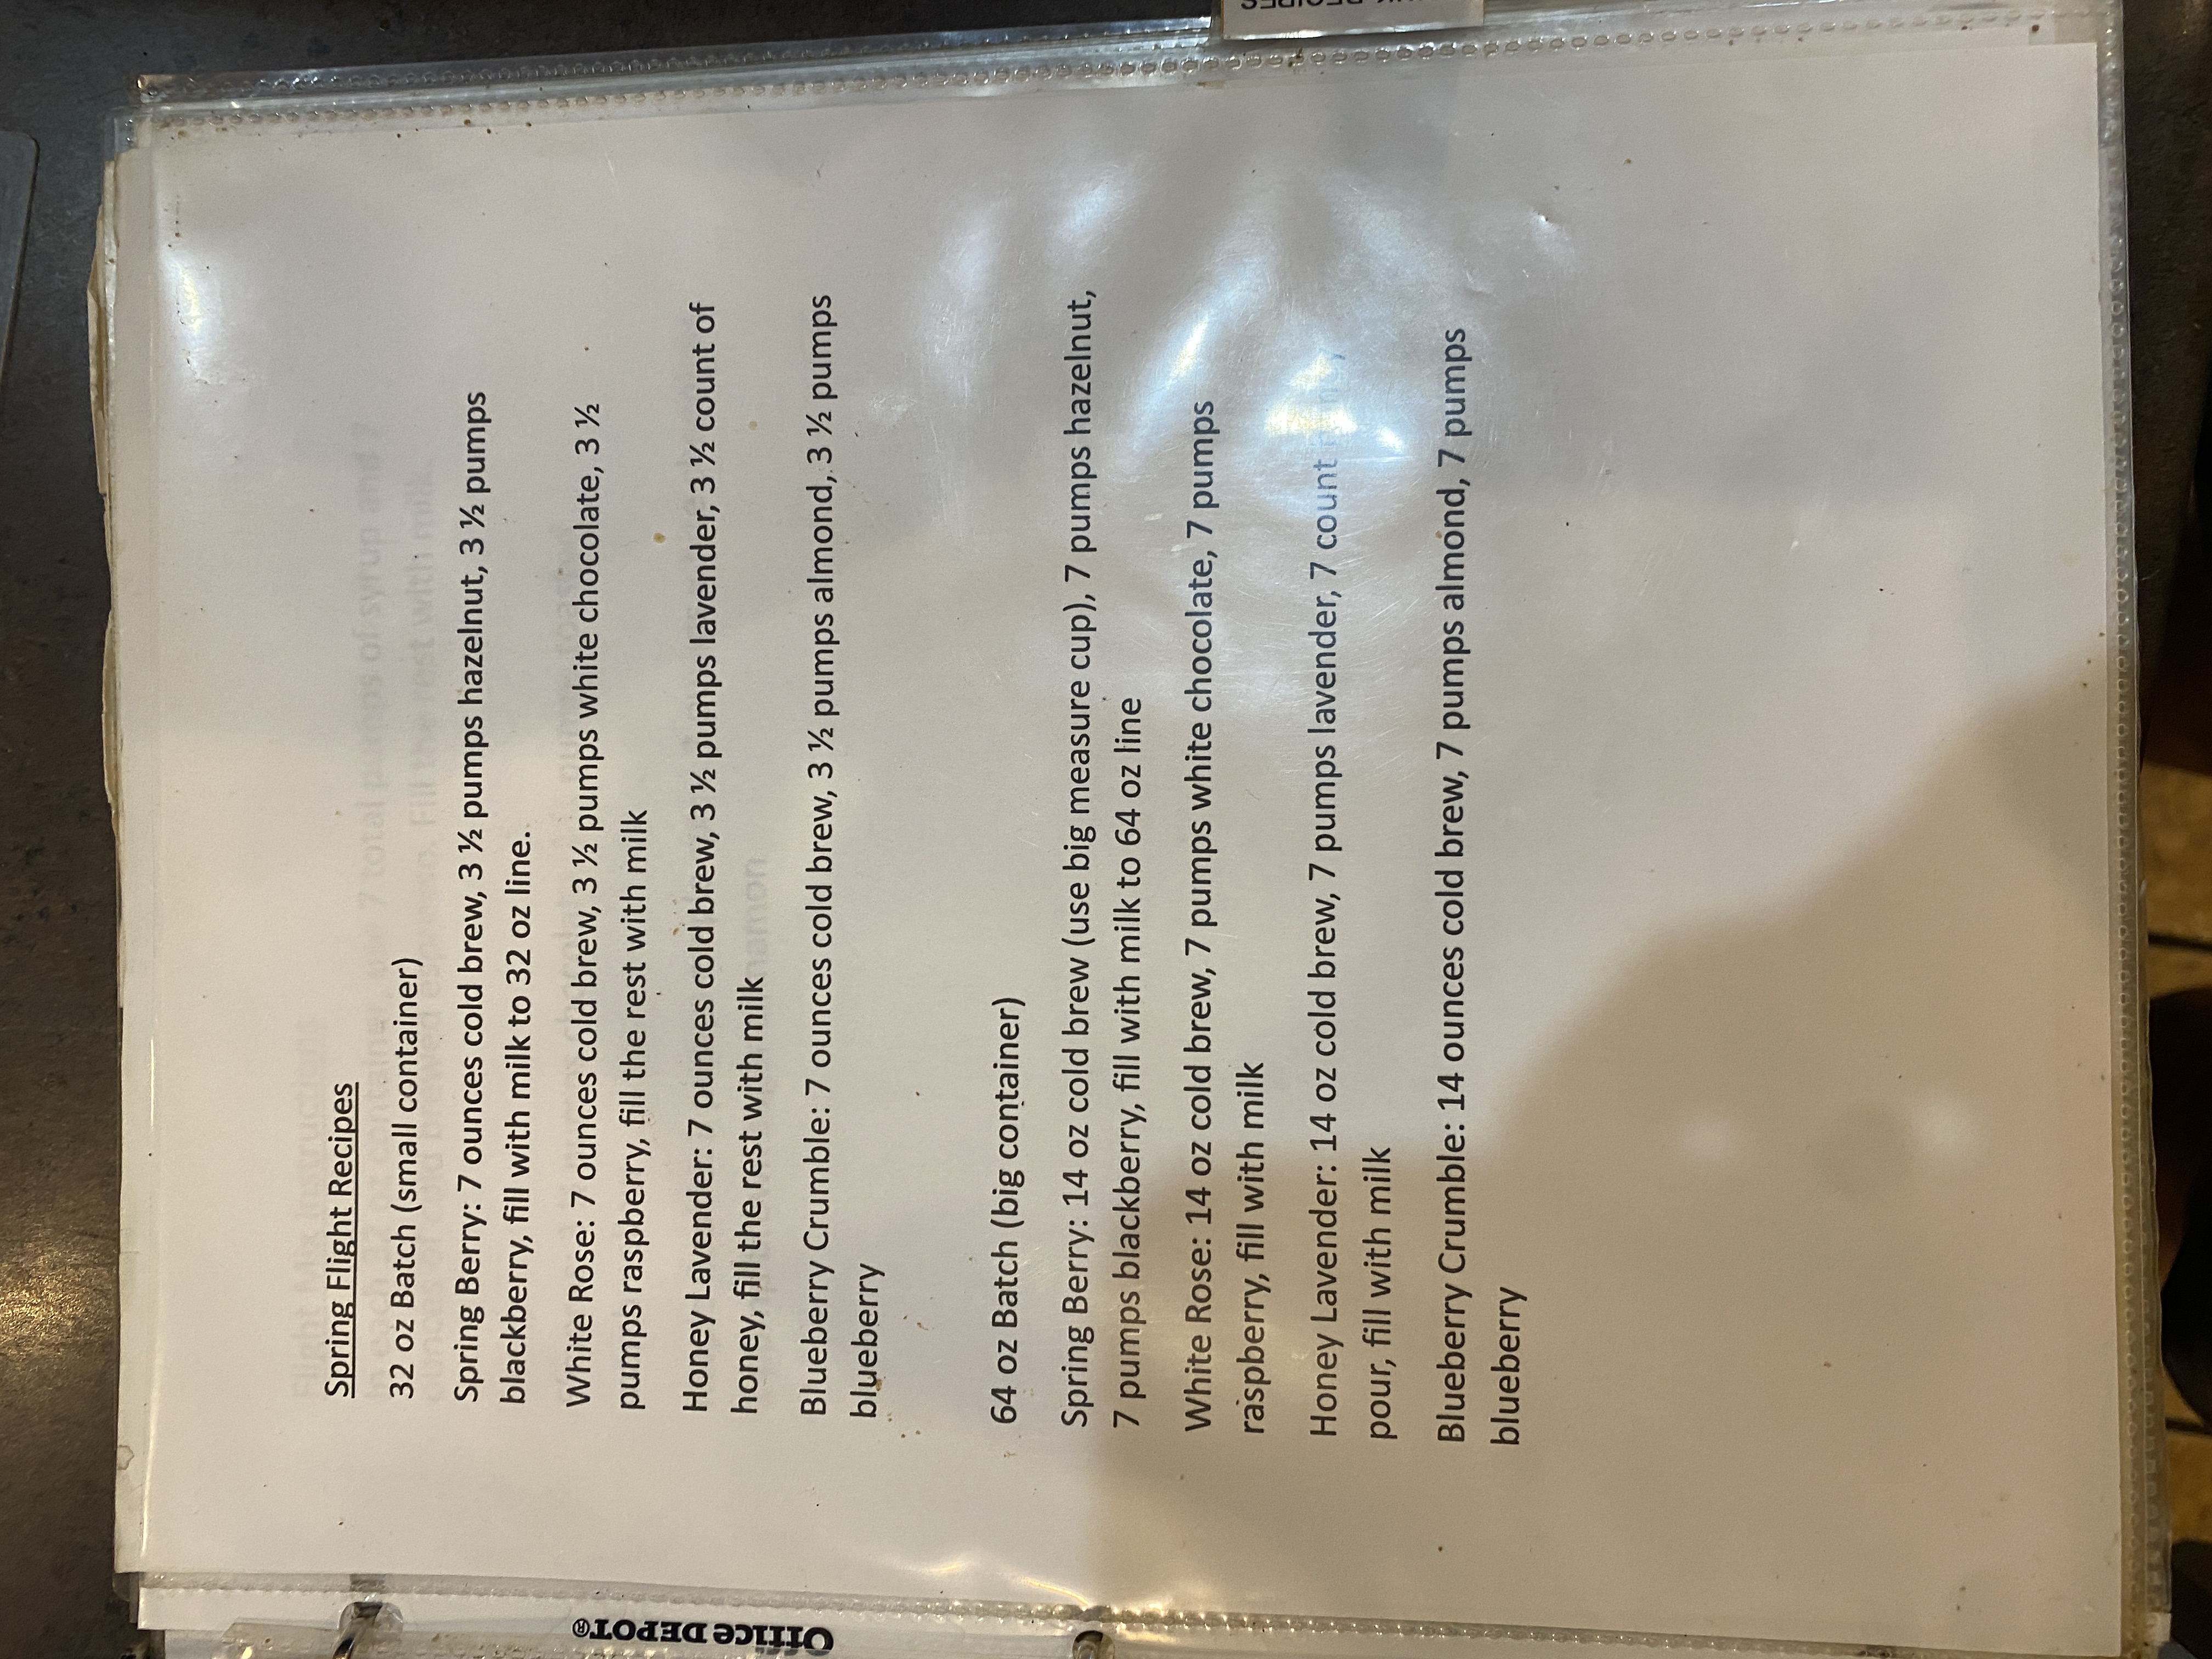 Office DEPOT®
Spring Flight Recipes
32 oz Batch (small container)
Spring Berry: 7 ounces cold brew, 3 ½ pumps hazelnut, 3 ½ pumps
blackberry, fill with milk to 32 oz line.
White Rose: 7 ounces cold brew, 3 ½ pumps white chocolate, 3 ½
pumps raspberry, fill the rest with milk
Honey Lavender: 7 ounces cold brew, 3 ½ pumps lavender, 3 ½ count of
honey, fill the rest with milk
Blueberry Crumble: 7 ounces cold brew, 3 ½ pumps almond, 3 ½ pumps
blueberry
64 oz Batch (big container)
Spring Berry: 14 oz cold brew (use big measure cup), 7 pumps hazelnut,
7 pumps blackberry, fill with milk to 64 oz line
White Rose: 14 oz cold brew, 7 pumps white chocolate, 7 pumps
raspberry, fill with milk
Honey Lavender: 14 oz cold brew, 7 pumps lavender, 7 count
pour, fill with milk
Blueberry Crumble: 14 ounces cold brew, 7 pumps almond, 7 pumps
blueberry
RECIPES